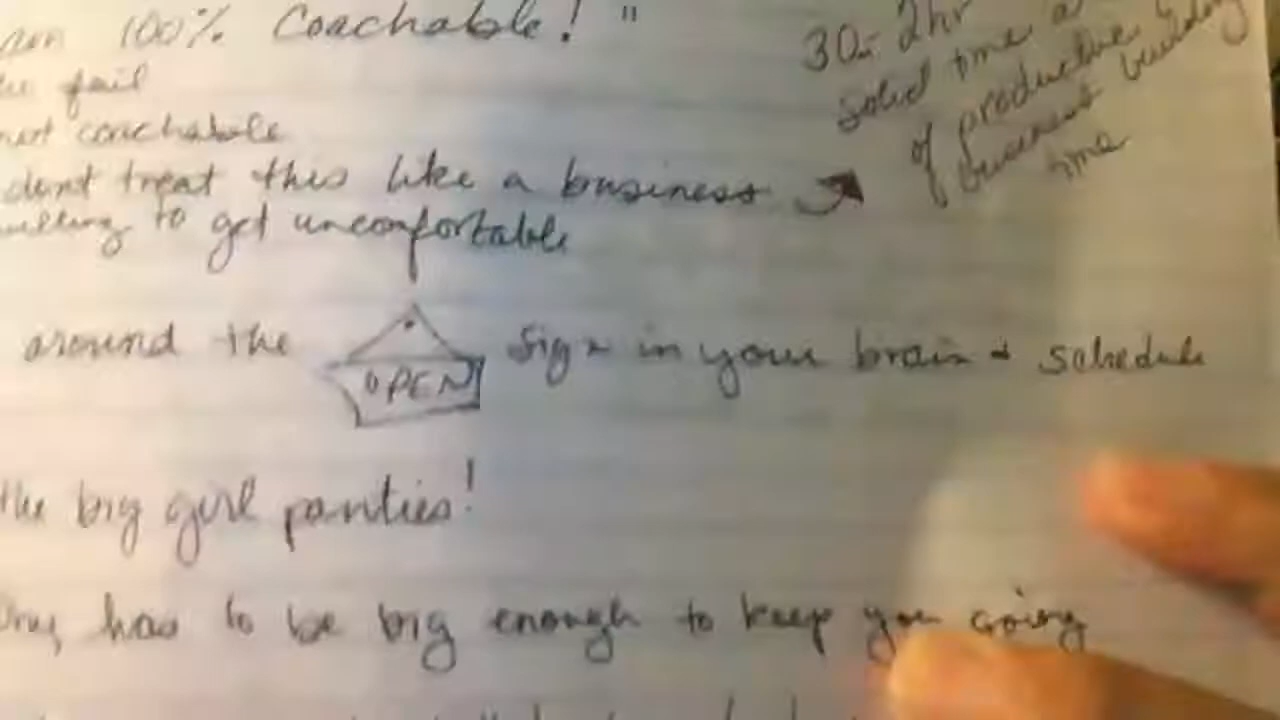 am 100% Coachable! "
fail
not coachable
dont treat this like a business
willing to get uncomfortable
30- 2hr
solid time a
of productive
business building
time
around the OPEN sign in your brain + schedule
the big girl panties!
has to be big enough to keep you going